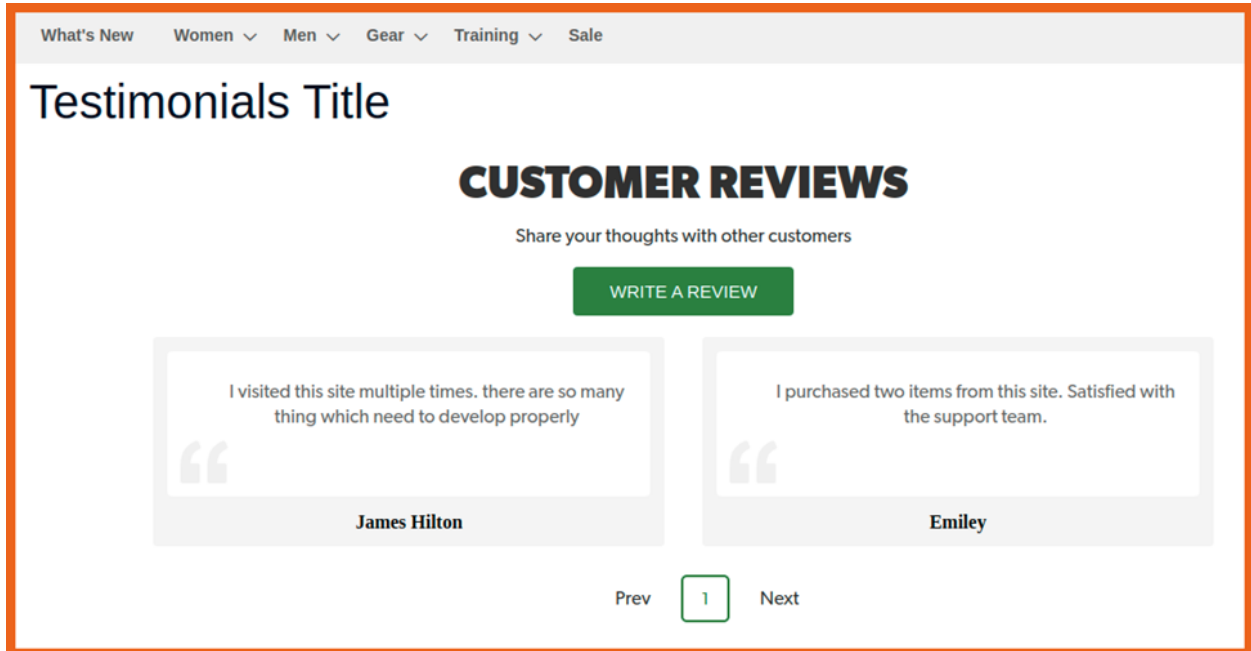 What's New Women Men Gear Training Sale
Testimonials Title
CUSTOMER REVIEWS
Share your thoughts with other customers
WRITE A REVIEW
I visited this site multiple times. there are so many
thing which need to develop properly
James Hilton
I purchased two items from this site. Satisfied with
the support team.
Emiley
Prev 1 Next